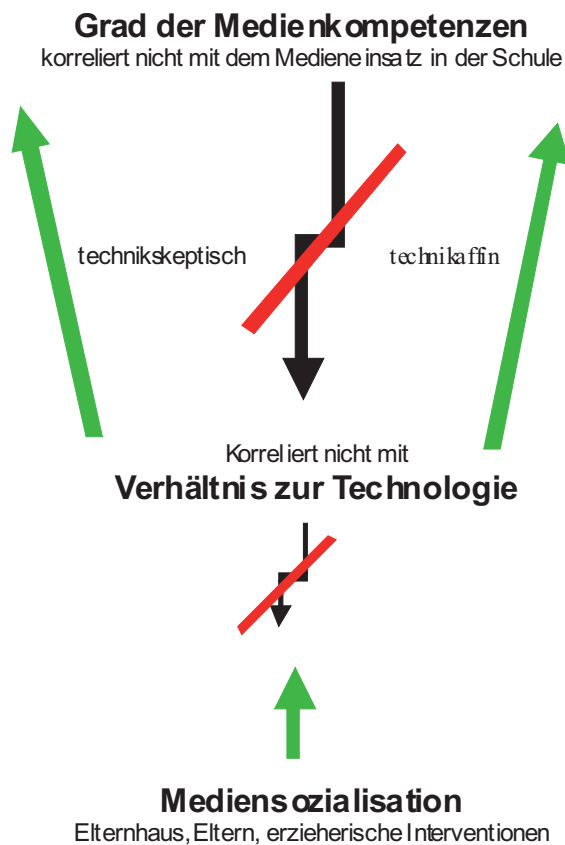 Grad der Medienkompetenzen
korreliert nicht mit dem Medieneinsatz in der Schule
technikskeptisch
technikaffin
Korreliert nicht mit
Verhältnis zur Technologie
Mediensozialisation
Elternhaus, Eltern, erzieherische Interventionen